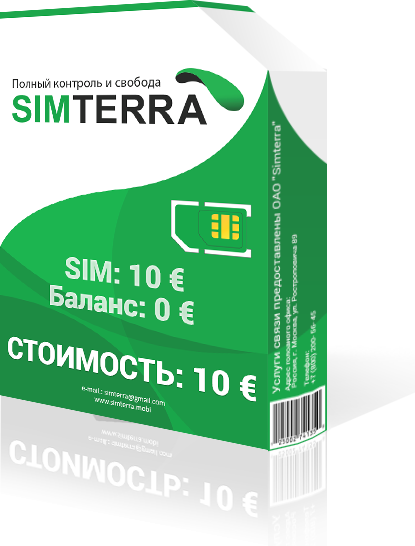 Полный контроль и свобода
SIMTERRA
SIM: 10 €
Баланс: 0 €
СТОИМОСТЬ: 10 €
e-mail.: simterra@gmail.com
www.simterra.mobi
Услуги связи предоставлены ОАО "Simterra"
Адрес головного офиса:
Россия, г. Москва, ул. Ростроповича 89
Телефон:
+7 (800) 200-56-45